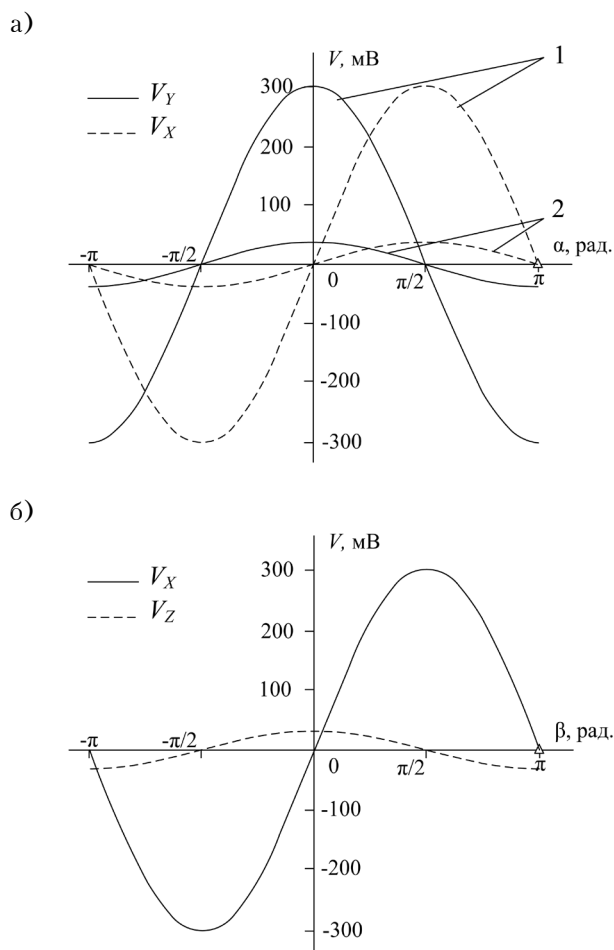 а)
V, мВ
1
V_Y
V_X
300
200
100
2
α, рад.
-π
-π/2
0
π/2
π
-100
-200
-300
б)
V, мВ
V_X
V_Z
300
200
100
β, рад.
-π
-π/2
0
π/2
π
-100
-200
-300